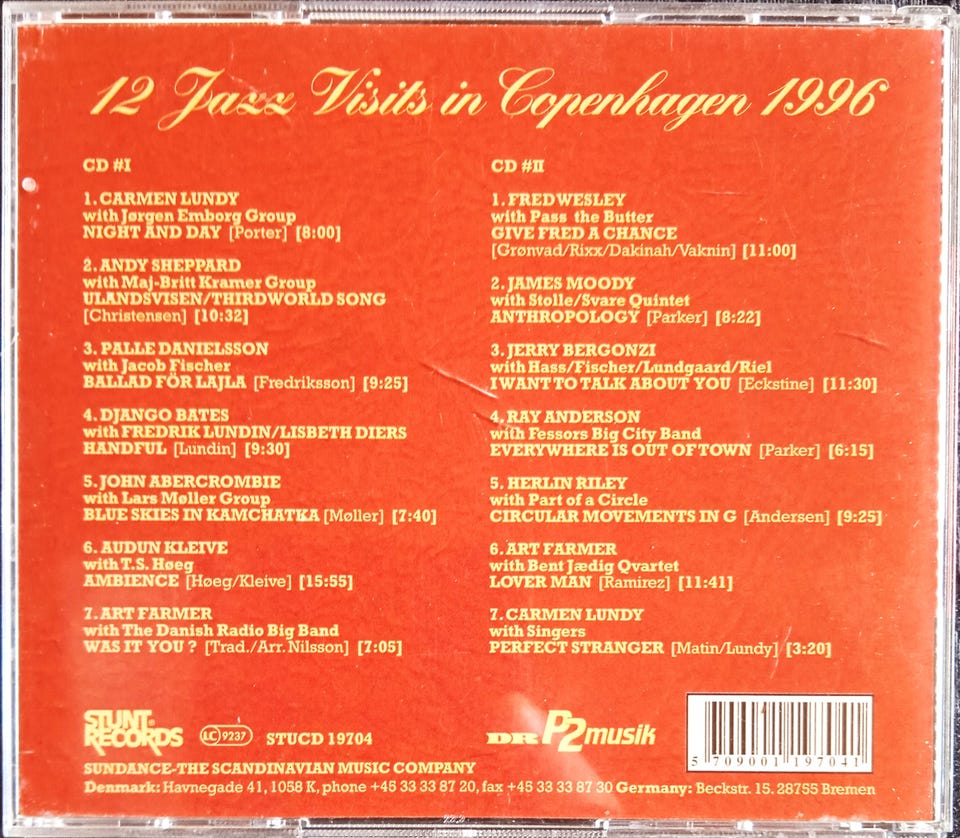 12 Jazz Visits in Copenhagen 1996
CD #I
1. CARMEN LUNDY
with Jørgen Emborg Group
NIGHT AND DAY [Porter] [8:00]
2. ANDY SHEPPARD
with Maj-Britt Kramer Group
ULANDSVISEN/THIRDWORLD SONG
[Christensen] [10:32]
3. PALLE DANIELSSON
with Jacob Fischer
BALLAD FÖR LAJLA [Fredriksson] [9:25]
4. DJANGO BATES
with FREDRIK LUNDIN/LISBETH DIERS
HANDFUL [Lundin] [9:30]
5. JOHN ABERCROMBIE
with Lars Møller Group
BLUE SKIES IN KAMCHATKA [Møller] [7:40]
6. AUDUN KLEIVE
with T.S. Høeg
AMBIENCE [Høeg/Kleive] [15:55]
7. ART FARMER
with The Danish Radio Big Band
WAS IT YOU ? [Trad./Arr. Nilsson] [7:05]
CD #II
1. FRED WESLEY
with Pass the Butter
GIVE FRED A CHANCE
[Grønvad/Rixx/Dakinah/Vaknin] [11:00]
2. JAMES MOODY
with Stolle/Svare Quintet
ANTHROPOLOGY [Parker] [8:22]
3. JERRY BERGONZI
with Hass/Fischer/Lundgaard/Riel
I WANT TO TALK ABOUT YOU [Eckstine] [11:30]
4. RAY ANDERSON
with Fessors Big City Band
EVERYWHERE IS OUT OF TOWN [Parker] [6:15]
5. HERLIN RILEY
with Part of a Circle
CIRCULAR MOVEMENTS IN G [Andersen] [9:25]
6. ART FARMER
with Bent Jædig Qvartet
LOVER MAN [Ramirez] [11:41]
7. CARMEN LUNDY
with Singers
PERFECT STRANGER [Matin/Lundy] [3:20]
STUNT RECORDS
LC 9237
STUCD 19704
DR P2musik
5 709001 197041
SUNDANCE-THE SCANDINAVIAN MUSIC COMPANY
Denmark: Havnegade 41, 1058 K, phone +45 33 33 87 20, fax +45 33 33 87 30 Germany: Beckstr. 15. 28755 Bremen